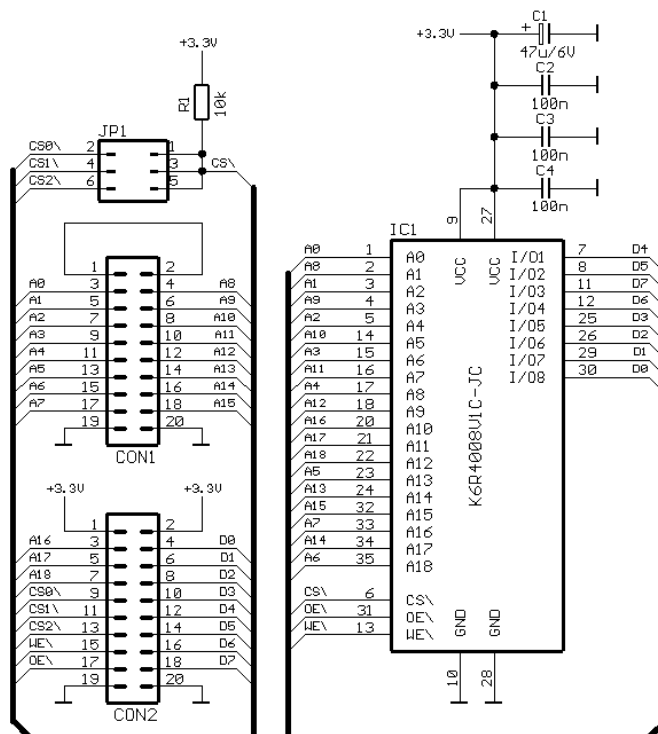 +3.3V
R1
10k
JP1
CS0\ 2 1
CS1\ 4 3 CS\
CS2\ 6 5
1 2
A0 3 4 A8
A1 5 6 A9
A2 7 8 A10
A3 9 10 A11
A4 11 12 A12
A5 13 14 A13
A6 15 16 A14
A7 17 18 A15
19 20
CON1
+3.3V +3.3V
1 2
A16 3 4 D0
A17 5 6 D1
A18 7 8 D2
CS0\ 9 10 D3
CS1\ 11 12 D4
CS2\ 13 14 D5
WE\ 15 16 D6
OE\ 17 18 D7
19 20
CON2
+3.3V
C1
+
47u/6V
C2
100n
C3
100n
C4
100n
9 27
IC1
VCC VCC
A0 1 A0 I/O1 7 D4
A8 2 A1 I/O2 8 D5
A1 3 A2 I/O3 11 D7
A9 4 A3 I/O4 12 D6
A2 5 A4 I/O5 25 D3
A10 14 A5 I/O6 26 D2
A3 15 A6 I/O7 29 D1
A11 16 A7 I/O8 30 D0
A4 17 A8
A12 18 A9
A16 20 A10
A17 21 A11
A18 22 A12
A5 23 A13
A13 24 A14
A15 32 A15
A7 33 A16
A14 34 A17
A6 35 A18
K6R4008V1C-JC
CS\ 6 CS\
OE\ 31 OE\
WE\ 13 WE\
GND GND
10 28